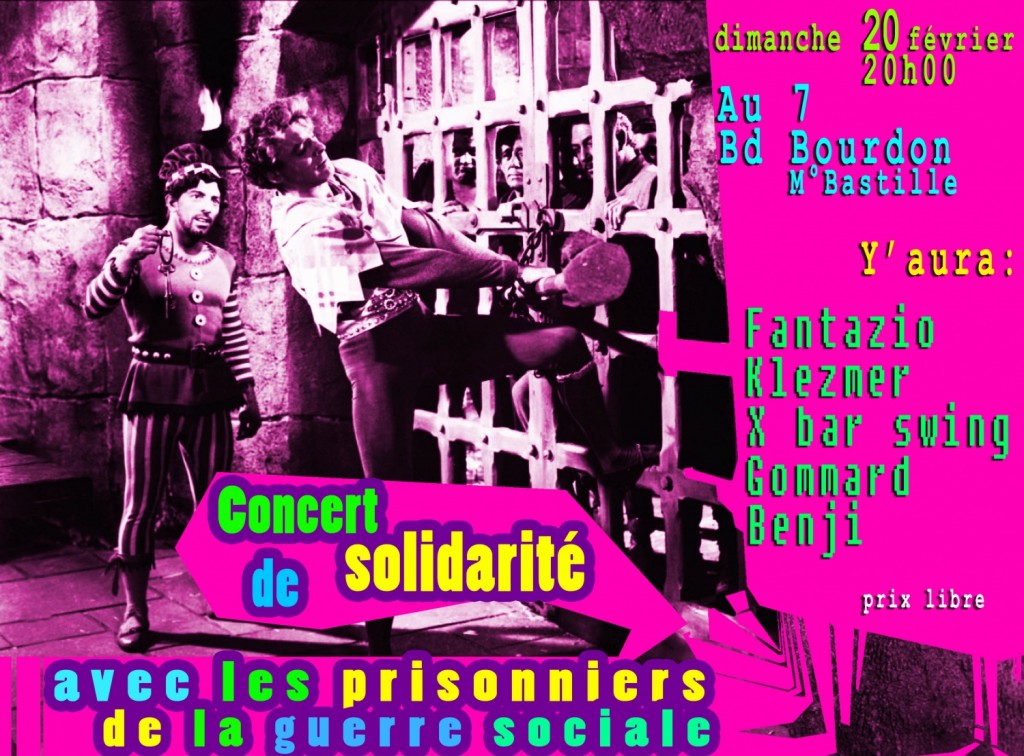 dimanche 20 février
20h00
Au 7
Bd Bourdon
M°Bastille
Y'aura:
Fantazio
Klezmer
X bar swing
Gommard
Benji
prix libre
Concert
de solidarité
avec les prisonniers
de la guerre sociale